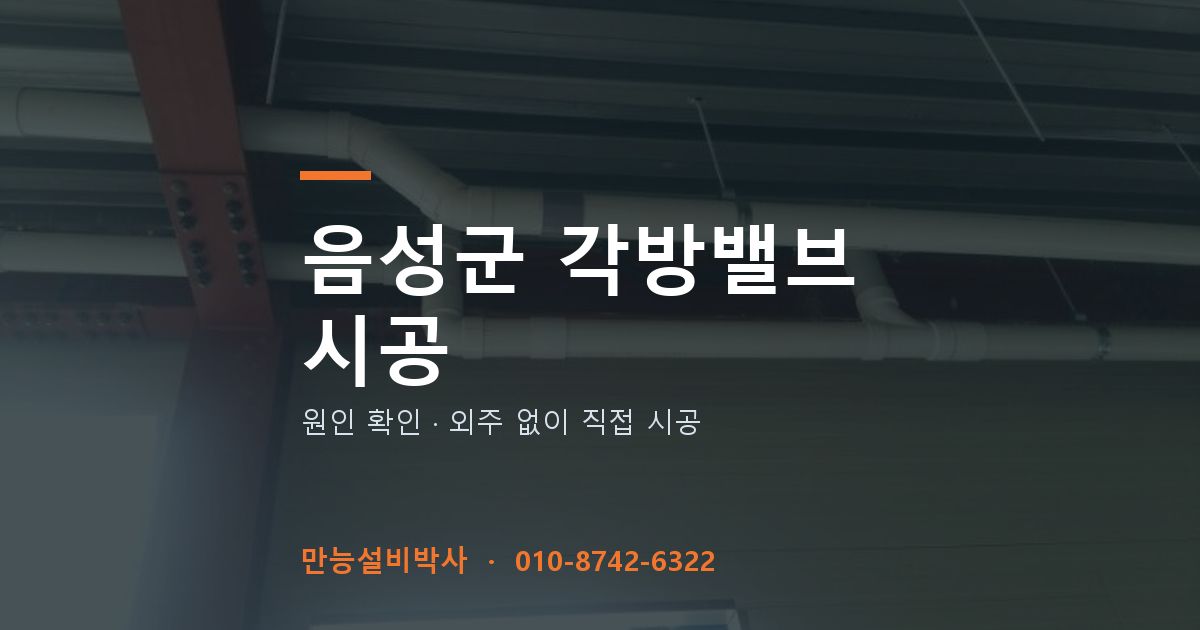 음성군 각방밸브
시공
원인 확인 · 외주 없이 직접 시공
만능설비박사 · 010-8742-6322